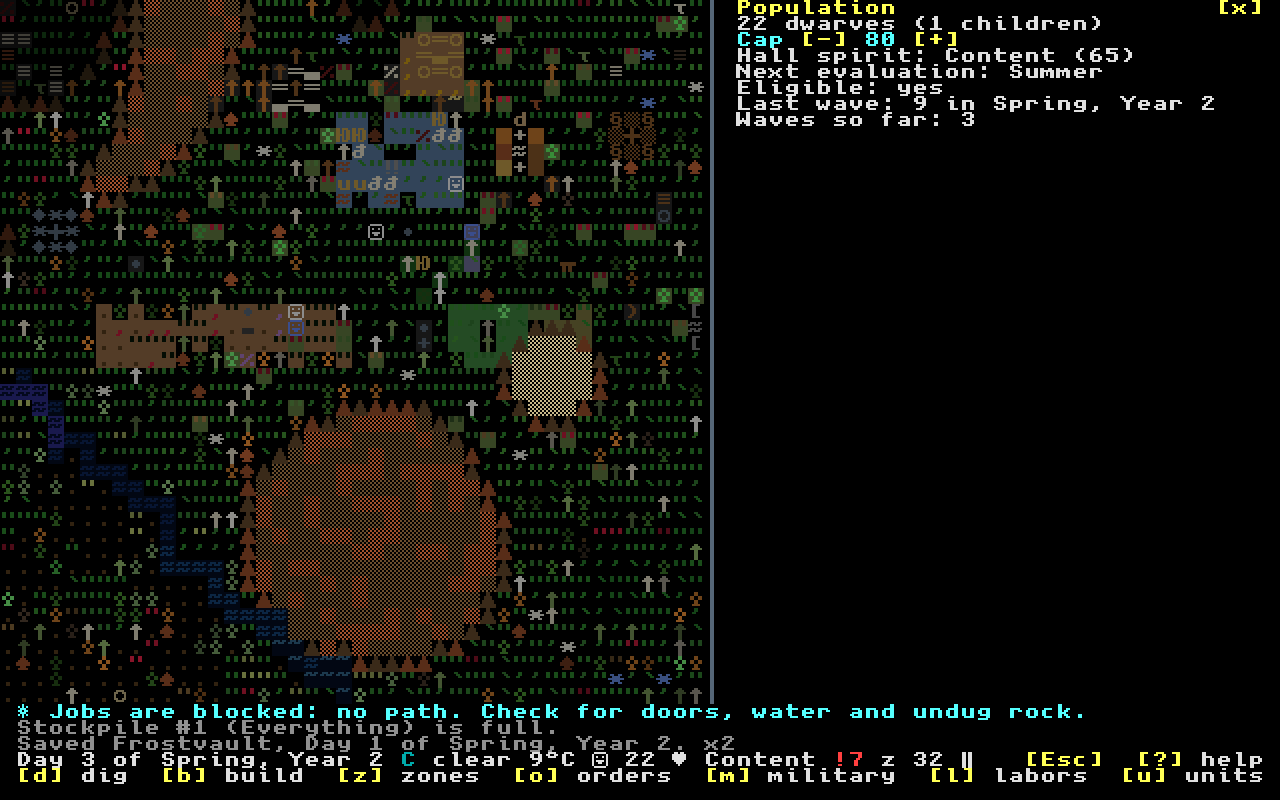 Population [x]
22 dwarves (1 children)
Cap [-] 80 [+]
Hall spirit: Content (65)
Next evaluation: Summer
Eligible: yes
Last wave: 9 in Spring, Year 2
Waves so far: 3
* Jobs are blocked: no path. Check for doors, water and undug rock.
Stockpile #1 (Everything) is full.
Saved Frostvault, Day 1 of Spring, Year 2. x2
Day 3 of Spring, Year 2 C clear 9°C ☺ 22 ♥ Content !7 z 32 [Esc] [?] help
[d] dig [b] build [z] zones [o] orders [m] military [l] labors [u] units